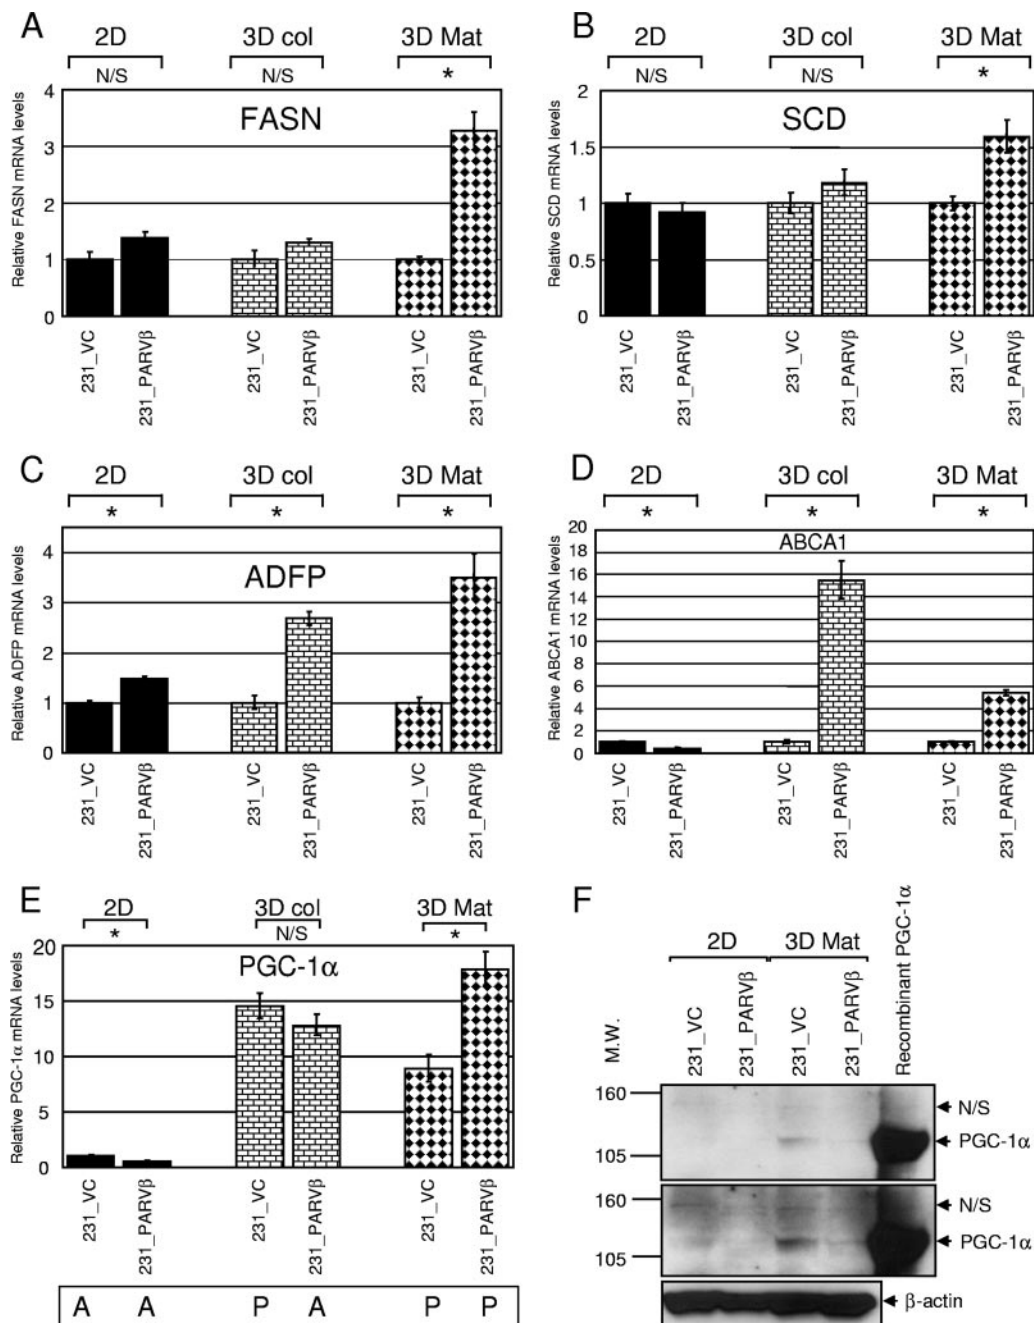 A
2D 3D col 3D Mat
N/S N/S *
Relative FASN mRNA levels
4
3
2
1
0
FASN
231_VC
231_PARVβ
231_VC
231_PARVβ
231_VC
231_PARVβ
B
2D 3D col 3D Mat
N/S N/S *
Relative SCD mRNA levels
2
1.5
1
0.5
0
SCD
231_VC
231_PARVβ
231_VC
231_PARVβ
231_VC
231_PARVβ
C
2D 3D col 3D Mat
* * *
Relative ADFP mRNA levels
4
3
2
1
0
ADFP
231_VC
231_PARVβ
231_VC
231_PARVβ
231_VC
231_PARVβ
D
2D 3D col 3D Mat
* * *
Relative ABCA1 mRNA levels
20
18
16
14
12
10
8
6
4
2
0
ABCA1
231_VC
231_PARVβ
231_VC
231_PARVβ
231_VC
231_PARVβ
E
2D 3D col 3D Mat
* N/S *
Relative PGC-1α mRNA levels
20
15
10
5
0
PGC-1α
231_VC
231_PARVβ
231_VC
231_PARVβ
231_VC
231_PARVβ
A A P A P P
F
2D 3D Mat
M.W.
231_VC
231_PARVβ
231_VC
231_PARVβ
Recombinant PGC-1α
160
N/S
PGC-1α
105
160
N/S
PGC-1α
105
β-actin